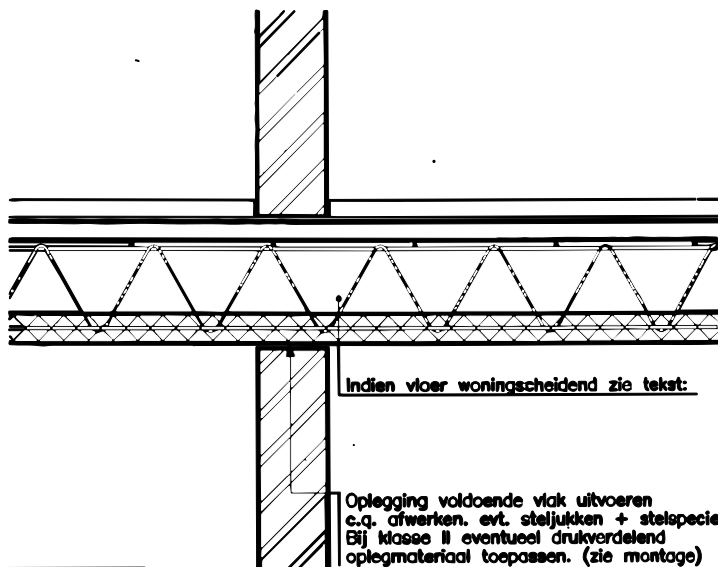 Indien vloer woningscheidend zie tekst:
Oplegging voldoende vlak uitvoeren
c.q. afwerken. evt. steljukken + stelspecie
Bij klasse II eventueel drukverdelend
oplegmateriaal toepassen. (zie montage)